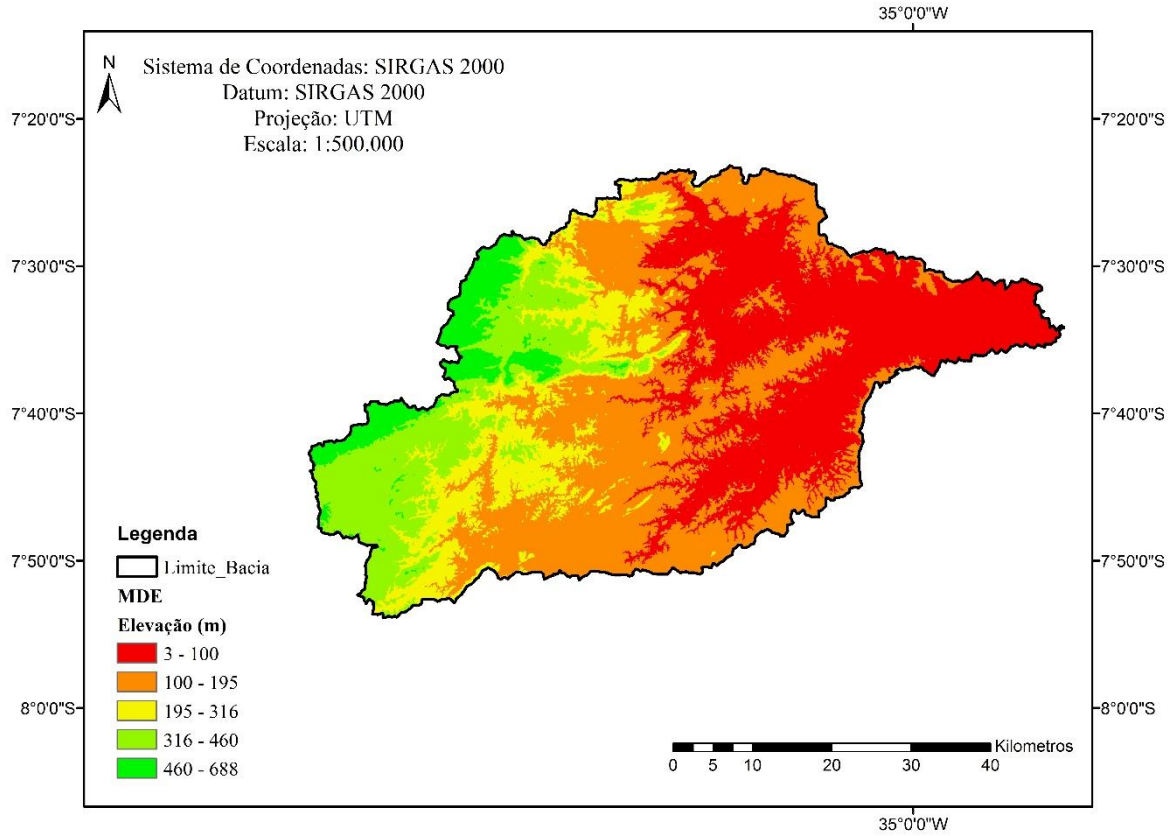 35°0'0"W
N
Sistema de Coordenadas: SIRGAS 2000
Datum: SIRGAS 2000
Projeção: UTM
Escala: 1:500.000
7°20'0"S 7°20'0"S
7°30'0"S 7°30'0"S
7°40'0"S 7°40'0"S
7°50'0"S 7°50'0"S
8°0'0"S 8°0'0"S
Legenda
Limite_Bacia
MDE
Elevação (m)
3 - 100
100 - 195
195 - 316
316 - 460
460 - 688
Kilometros
0 5 10 20 30 40
35°0'0"W